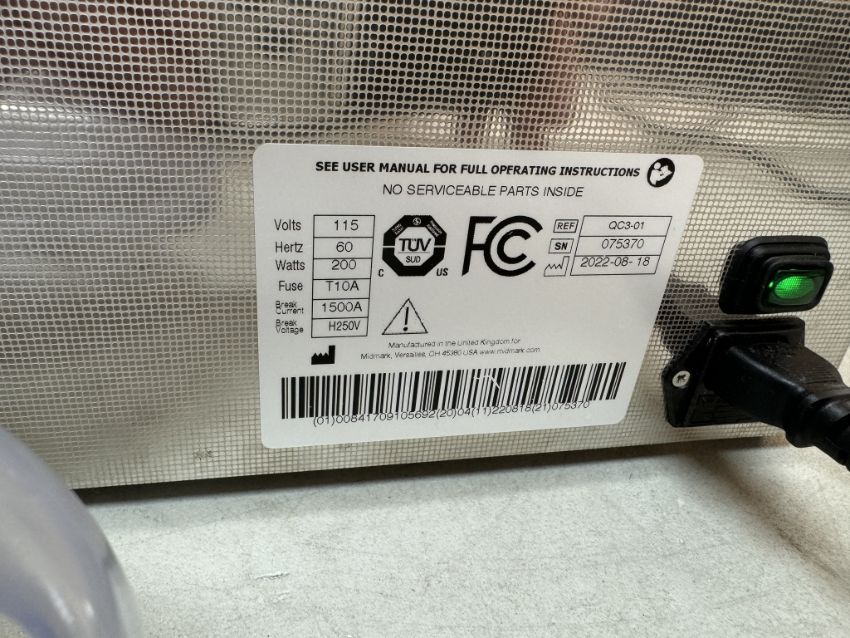 SEE USER MANUAL FOR FULL OPERATING INSTRUCTIONS
NO SERVICEABLE PARTS INSIDE
Volts 115
Hertz 60
Watts 200
Fuse T10A
Break Current 1500A
Break Voltage H250V
TÜV
SUD
C US
FC
REF QC3-01
SN 075370
2022-08-18
Manufactured in the United Kingdom for
Midmark, Versailles, OH 45380 USA www.midmark.com
(01)00841709105692(20)04(11)220818(21)075370